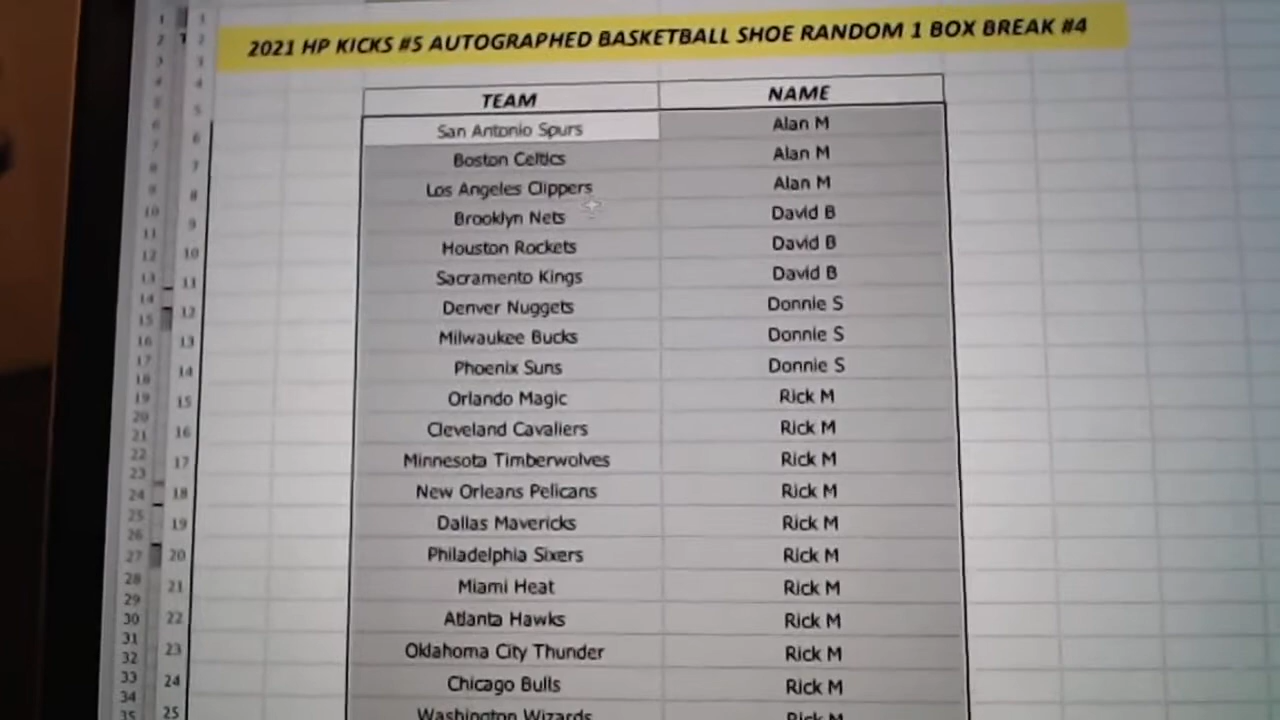 2021 HP KICKS #5 AUTOGRAPHED BASKETBALL SHOE RANDOM 1 BOX BREAK #4
TEAM NAME
San Antonio Spurs Alan M
Boston Celtics Alan M
Los Angeles Clippers Alan M
Brooklyn Nets David B
Houston Rockets David B
Sacramento Kings David B
Denver Nuggets Donnie S
Milwaukee Bucks Donnie S
Phoenix Suns Donnie S
Orlando Magic Rick M
Cleveland Cavaliers Rick M
Minnesota Timberwolves Rick M
New Orleans Pelicans Rick M
Dallas Mavericks Rick M
Philadelphia Sixers Rick M
Miami Heat Rick M
Atlanta Hawks Rick M
Oklahoma City Thunder Rick M
Chicago Bulls Rick M
Washington Wizards Rick M